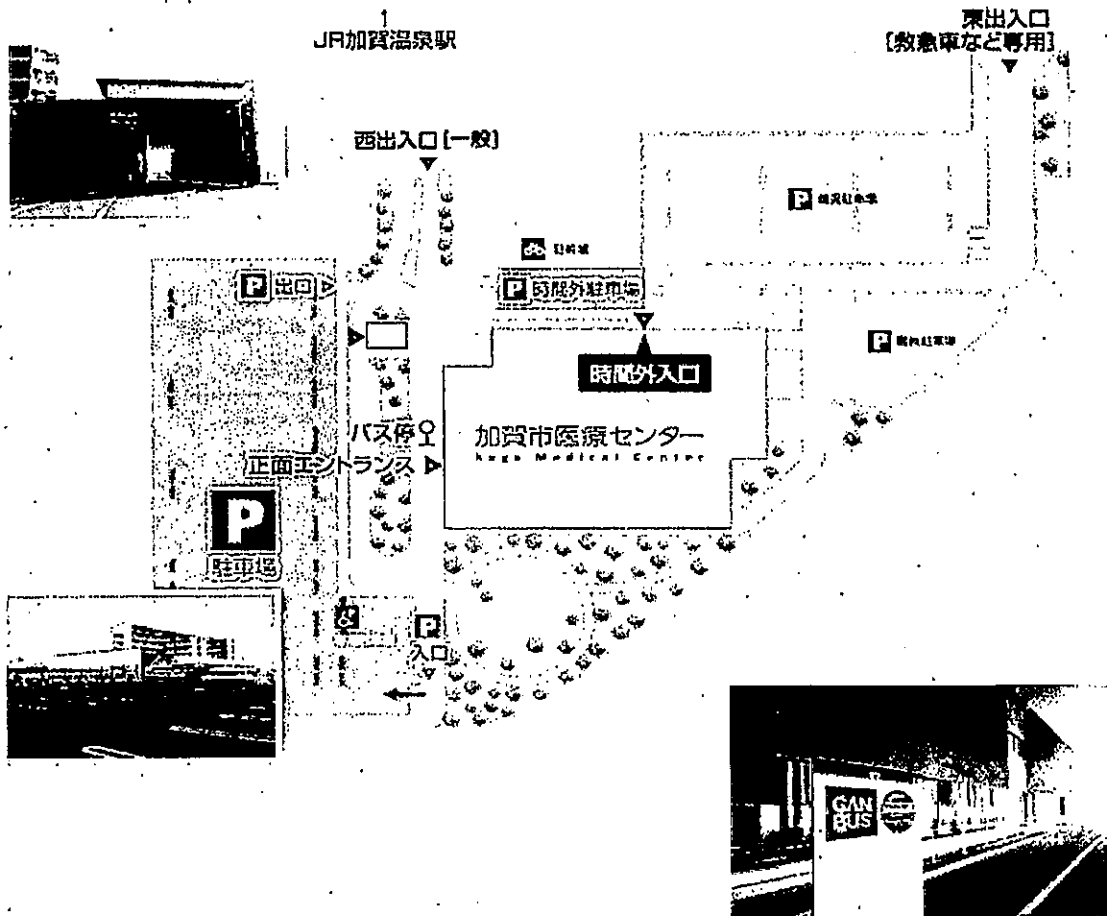 ↑
JR加賀温泉駅
東出入口
[救急車など専用]
西出入口[一般]
P
駐輪場
P 出口
P 時間外駐車場
P
時間外入口
バス停
加賀市医療センター
Kaga Medical Center
正面エントランス
P
駐車場
P
入口
GAN
BUS